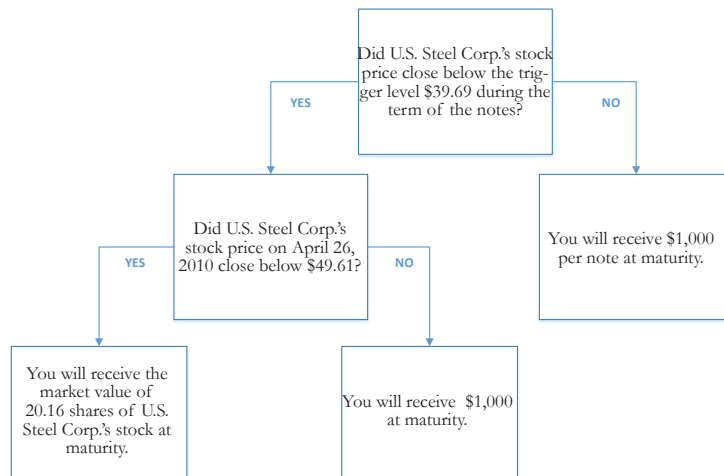 Did U.S. Steel Corp.'s stock
price close below the trig-
ger level $39.69 during the
term of the notes?
YES
NO
Did U.S. Steel Corp.'s
stock price on April 26,
2010 close below $49.61?
You will receive $1,000
per note at maturity.
YES
NO
You will receive the
market value of
20.16 shares of U.S.
Steel Corp.'s stock at
maturity.
You will receive  $1,000
at maturity.